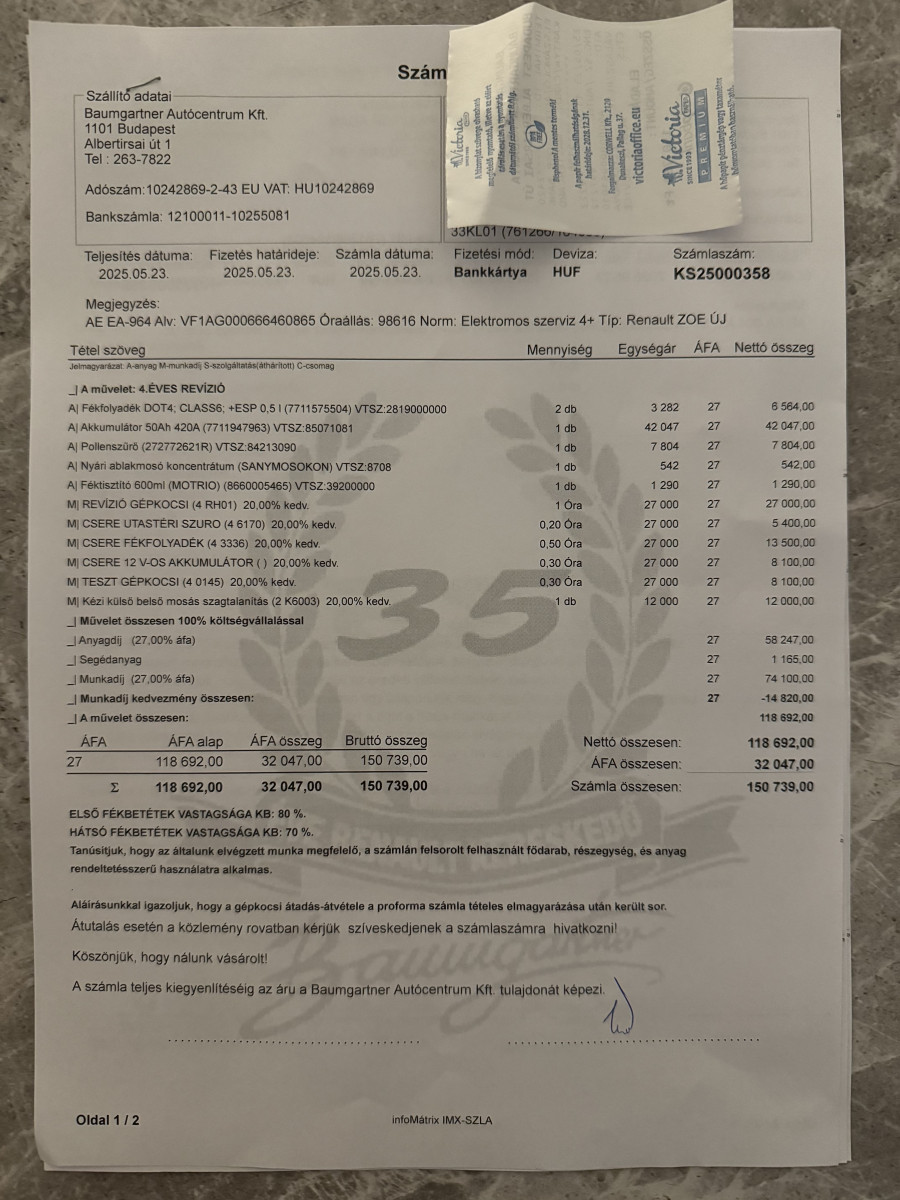 Szám
Szállító adatai
Baumgartner Autócentrum Kft.
1101 Budapest
Albertirsai út 1
Tel : 263-7822
Adószám:10242869-2-43 EU VAT: HU10242869
Bankszámla: 12100011-10255081
Victoria
SINCE 1993
Bisphenol A mentes termék!
A papír felhasználhatóságának
határideje: 2028.12.31.
victoriaoffice.eu
Victoria
SINCE 1993
PREMIUM
33KL01
Teljesítés dátuma: Fizetés határideje: Számla dátuma: Fizetési mód: Deviza: Számlaszám:
2025.05.23. 2025.05.23. 2025.05.23. Bankkártya HUF KS25000358
Megjegyzés:
AE EA-964 Alv: VF1AG000666460865 Óraállás: 98616 Norm: Elektromos szerviz 4+ Típ: Renault ZOE ÚJ
Tétel szöveg Mennyiség Egységár ÁFA Nettó összeg
Jelmagyarázat: A-anyag M-munkadíj S-szolgáltatás(áthárított) C-csomag
_| A művelet: 4.ÉVES REVÍZIÓ
A| Fékfolyadék DOT4; CLASS6; +ESP 0,5 l (7711575504) VTSZ:2819000000 2 db 3 282 27 6 564,00
A| Akkumulátor 50Ah 420A (7711947963) VTSZ:85071081 1 db 42 047 27 42 047,00
A| Pollenszűrő (272772621R) VTSZ:84213090 1 db 7 804 27 7 804,00
A| Nyári ablakmosó koncentrátum (SANYMOSOKON) VTSZ:8708 1 db 542 27 542,00
A| Féktisztító 600ml (MOTRIO) (8660005465) VTSZ:39200000 1 db 1 290 27 1 290,00
M| REVÍZIÓ GÉPKOCSI (4 RH01) 20,00% kedv. 1 Óra 27 000 27 27 000,00
M| CSERE UTASTÉRI SZURO (4 6170) 20,00% kedv. 0,20 Óra 27 000 27 5 400,00
M| CSERE FÉKFOLYADÉK (4 3336) 20,00% kedv. 0,50 Óra 27 000 27 13 500,00
M| CSERE 12 V-OS AKKUMULÁTOR ( ) 20,00% kedv. 0,30 Óra 27 000 27 8 100,00
M| TESZT GÉPKOCSI (4 0145) 20,00% kedv. 0,30 Óra 27 000 27 8 100,00
M| Kézi külső belső mosás szagtalanítás (2 K6003) 20,00% kedv. 1 db 12 000 27 12 000,00
_| Művelet összesen 100% költségvállalással
_| Anyagdíj (27,00% áfa) 27 58 247,00
_| Segédanyag 27 1 165,00
_| Munkadíj (27,00% áfa) 27 74 100,00
_| Munkadíj kedvezmény összesen: 27 -14 820,00
_| A művelet összesen: 118 692,00
35
ÁFA ÁFA alap ÁFA összeg Bruttó összeg Nettó összesen: 118 692,00
27 118 692,00 32 047,00 150 739,00 ÁFA összesen: 32 047,00
Σ 118 692,00 32 047,00 150 739,00 Számla összesen: 150 739,00
ELSŐ FÉKBETÉTEK VASTAGSÁGA KB: 80 %.
HÁTSÓ FÉKBETÉTEK VASTAGSÁGA KB: 70 %.
Tanúsitjuk, hogy az általunk elvégzett munka megfelelő, a számlán felsorolt felhasznált födarab, részegység, és anyag
rendeltetésszerű használatra alkalmas.
.
Aláírásunkkal igazoljuk, hogy a gépkocsi átadás-átvétele a proforma számla tételes elmagyarázása után került sor.
Átutalás esetén a közlemény rovatban kérjük szíveskedjenek a számlaszámra hivatkozni!
Baumgartner
Köszönjük, hogy nálunk vásárolt!
A számla teljes kiegyenlítéséig az áru a Baumgartner Autócentrum Kft. tulajdonát képezi.
Oldal 1 / 2 infoMátrix IMX-SZLA